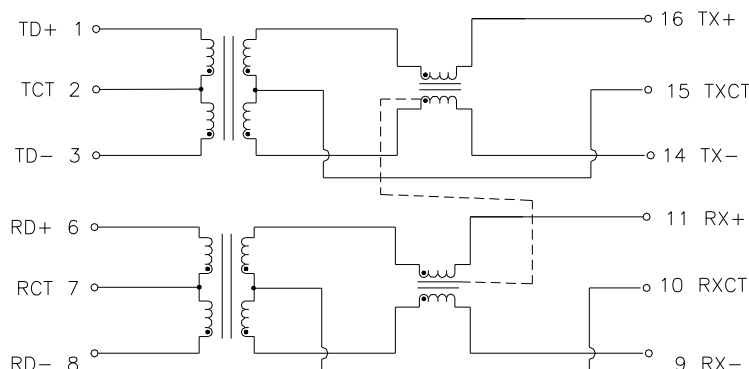 TD+ 1
16 TX+
TCT 2
15 TXCT
TD- 3
14 TX-
RD+ 6
11 RX+
RCT 7
10 RXCT
RD- 8
9 RX-